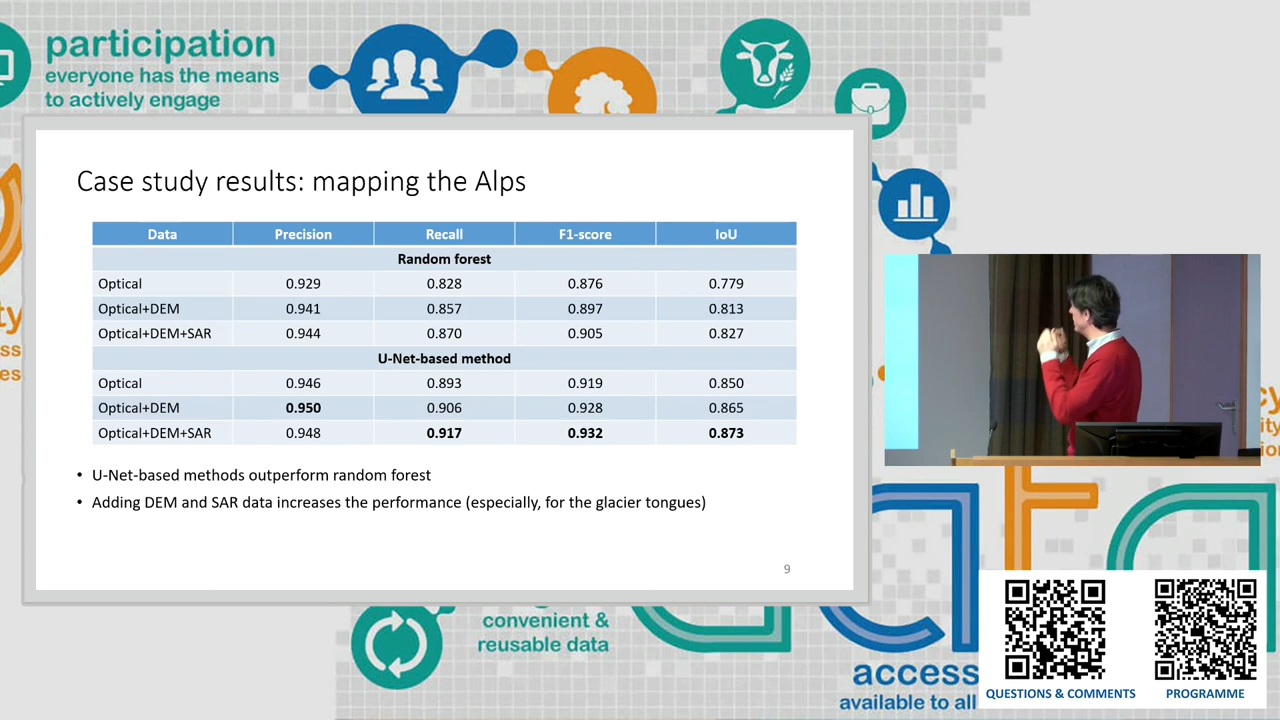 participation
everyone has the means
to actively engage
Case study results: mapping the Alps
Data Precision Recall F1-score IoU
Random forest
Optical 0.929 0.828 0.876 0.779
Optical+DEM 0.941 0.857 0.897 0.813
Optical+DEM+SAR 0.944 0.870 0.905 0.827
U-Net-based method
Optical 0.946 0.893 0.919 0.850
Optical+DEM 0.950 0.906 0.928 0.865
Optical+DEM+SAR 0.948 0.917 0.932 0.873
• U-Net-based methods outperform random forest
• Adding DEM and SAR data increases the performance (especially, for the glacier tongues)
9
convenient &
reusable data
access
available to all
QUESTIONS & COMMENTS
PROGRAMME